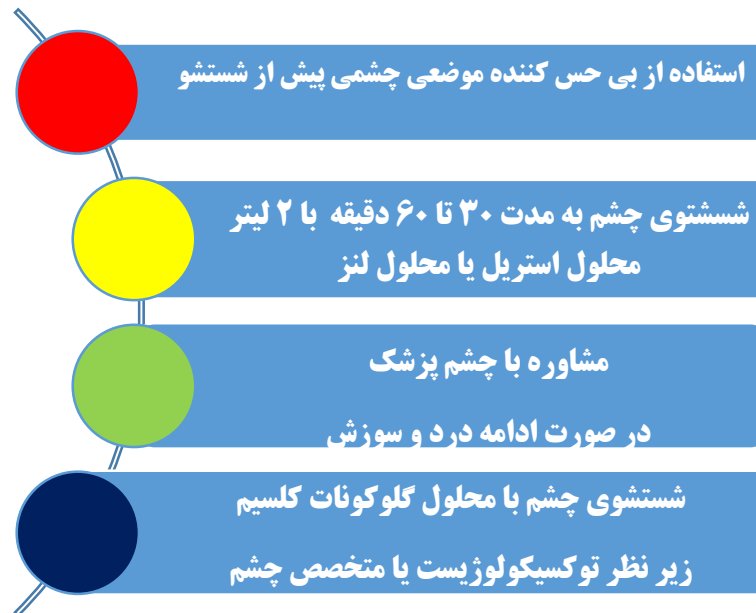 استفاده از بی حس کننده موضعی چشمی پیش از شستشو
شسشتوی چشم به مدت ۳۰ تا ۶۰ دقیقه با ۲ لیتر
محلول استریل یا محلول لنز
مشاوره با چشم پزشک
در صورت ادامه درد و سوزش
شستشوی چشم با محلول گلوکونات کلسیم
زیر نظر توکسیکولوژیست یا متخصص چشم